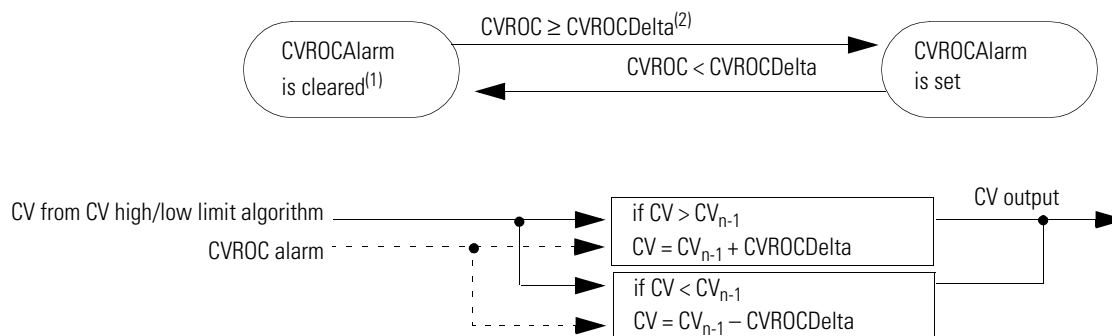 CVROCAlarm
is cleared(1)
CVROC ≥ CVROCDelta(2)
CVROC < CVROCDelta
CVROCAlarm
is set
CV from CV high/low limit algorithm
CVROC alarm
if CV > CVn-1
CV = CVn-1 + CVROCDelta
if CV < CVn-1
CV = CVn-1 – CVROCDelta
CV output